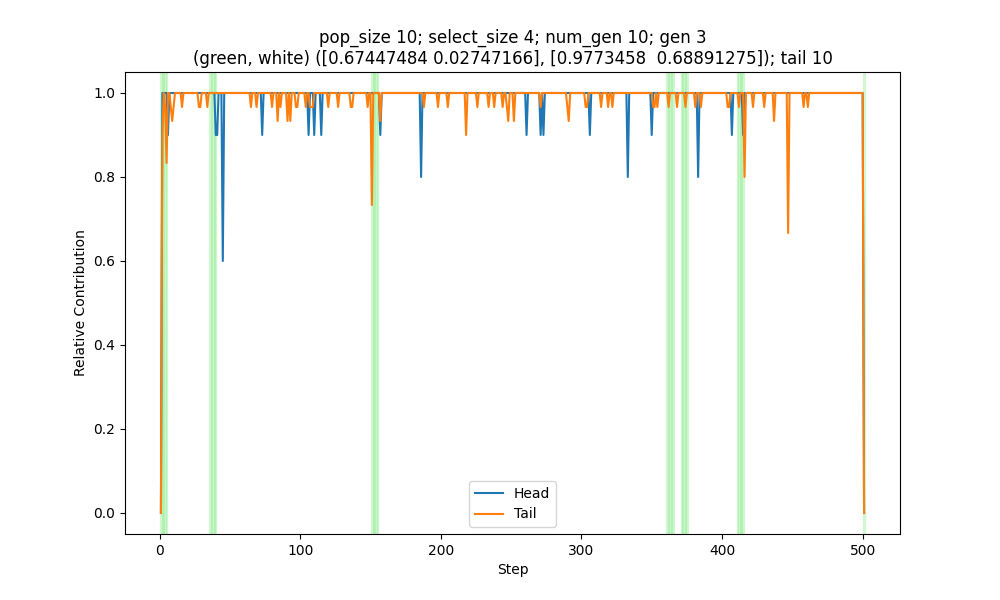 pop_size 10; select_size 4; num_gen 10; gen 3
(green, white) ([0.67447484 0.02747166], [0.9773458  0.68891275]); tail 10
1.0
0.8
0.6
0.4
0.2
0.0
Relative Contribution
Head
Tail
0 100 200 300 400 500
Step